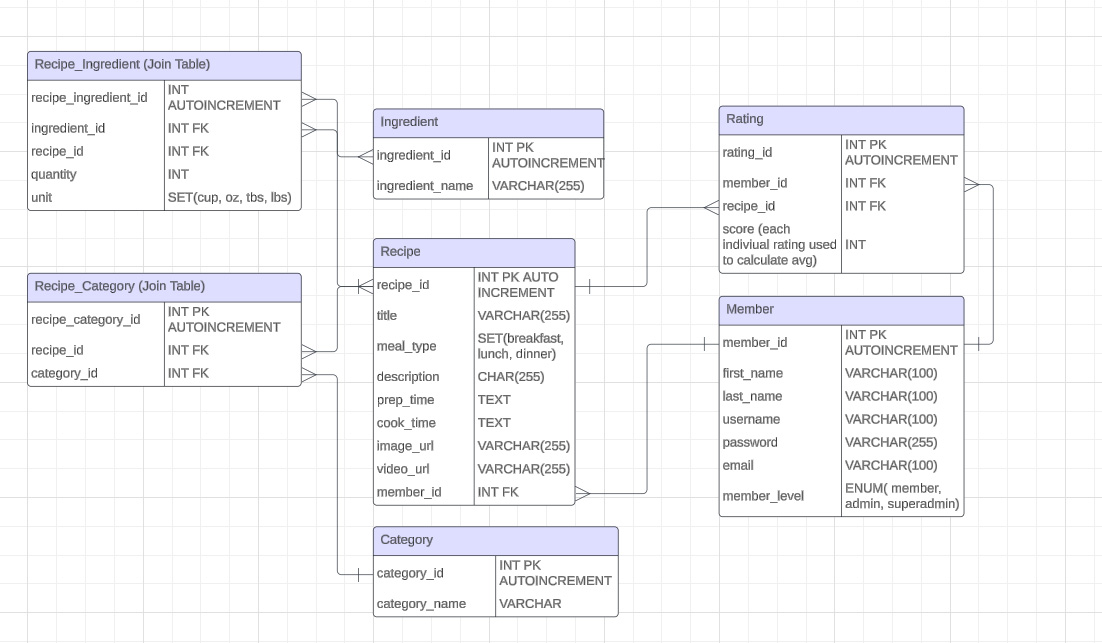 Recipe_Ingredient (Join Table)
recipe_ingredient_id INT
AUTOINCREMENT
ingredient_id INT FK
recipe_id INT FK
quantity INT
unit SET(cup, oz, tbs, lbs)
Ingredient
ingredient_id INT PK
AUTOINCREMENT
ingredient_name VARCHAR(255)
Rating
rating_id INT PK
AUTOINCREMENT
member_id INT FK
recipe_id INT FK
score (each
indiviual rating used
to calculate avg) INT
Recipe
recipe_id INT PK AUTO
INCREMENT
title VARCHAR(255)
meal_type SET(breakfast,
lunch, dinner)
description CHAR(255)
prep_time TEXT
cook_time TEXT
image_url VARCHAR(255)
video_url VARCHAR(255)
member_id INT FK
Recipe_Category (Join Table)
recipe_category_id INT PK
AUTOINCREMENT
recipe_id INT FK
category_id INT FK
Member
member_id INT PK
AUTOINCREMENT
first_name VARCHAR(100)
last_name VARCHAR(100)
username VARCHAR(100)
password VARCHAR(255)
email VARCHAR(100)
member_level ENUM( member,
admin, superadmin)
Category
category_id INT PK
AUTOINCREMENT
category_name VARCHAR